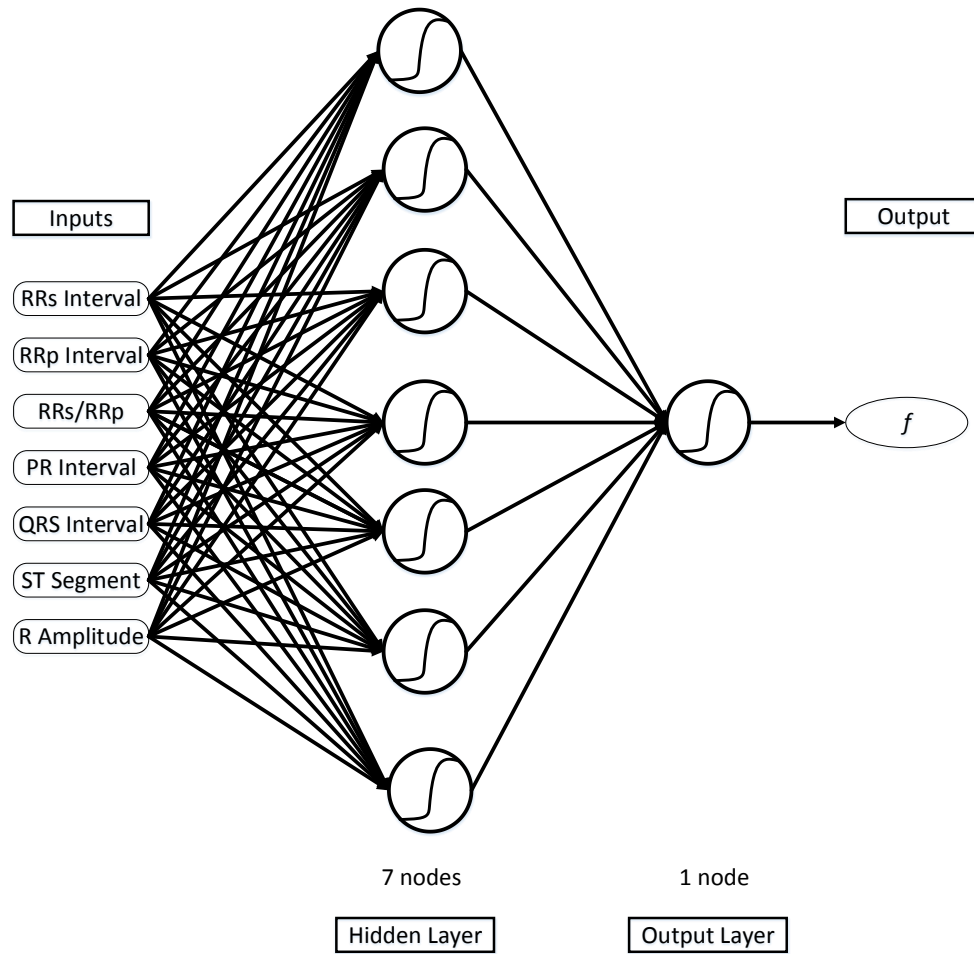 Inputs
Output
RRs Interval
RRp Interval
RRs/RRp
PR Interval
QRS Interval
ST Segment
R Amplitude
f
7 nodes
1 node
Hidden Layer
Output Layer